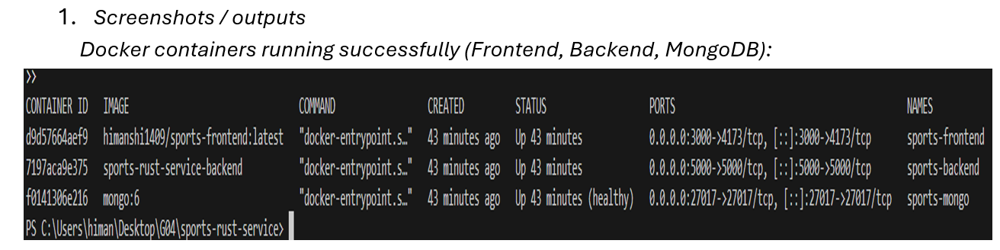 1. Screenshots / outputs
Docker containers running successfully (Frontend, Backend, MongoDB):
>>
CONTAINER ID IMAGE COMMAND CREATED STATUS PORTS NAMES
d9d57664aef9 himanshi1409/sports-frontend:latest "docker-entrypoint.s…" 43 minutes ago Up 43 minutes 0.0.0.0:3000->4173/tcp, [::]:3000->4173/tcp sports-frontend
7197aca9e375 sports-rust-service-backend "docker-entrypoint.s…" 43 minutes ago Up 43 minutes 0.0.0.0:5000->5000/tcp, [::]:5000->5000/tcp sports-backend
f0141306e216 mongo:6 "docker-entrypoint.s…" 43 minutes ago Up 43 minutes (healthy) 0.0.0.0:27017->27017/tcp, [::]:27017->27017/tcp sports-mongo
PS C:\Users\himan\Desktop\G04\sports-rust-service>